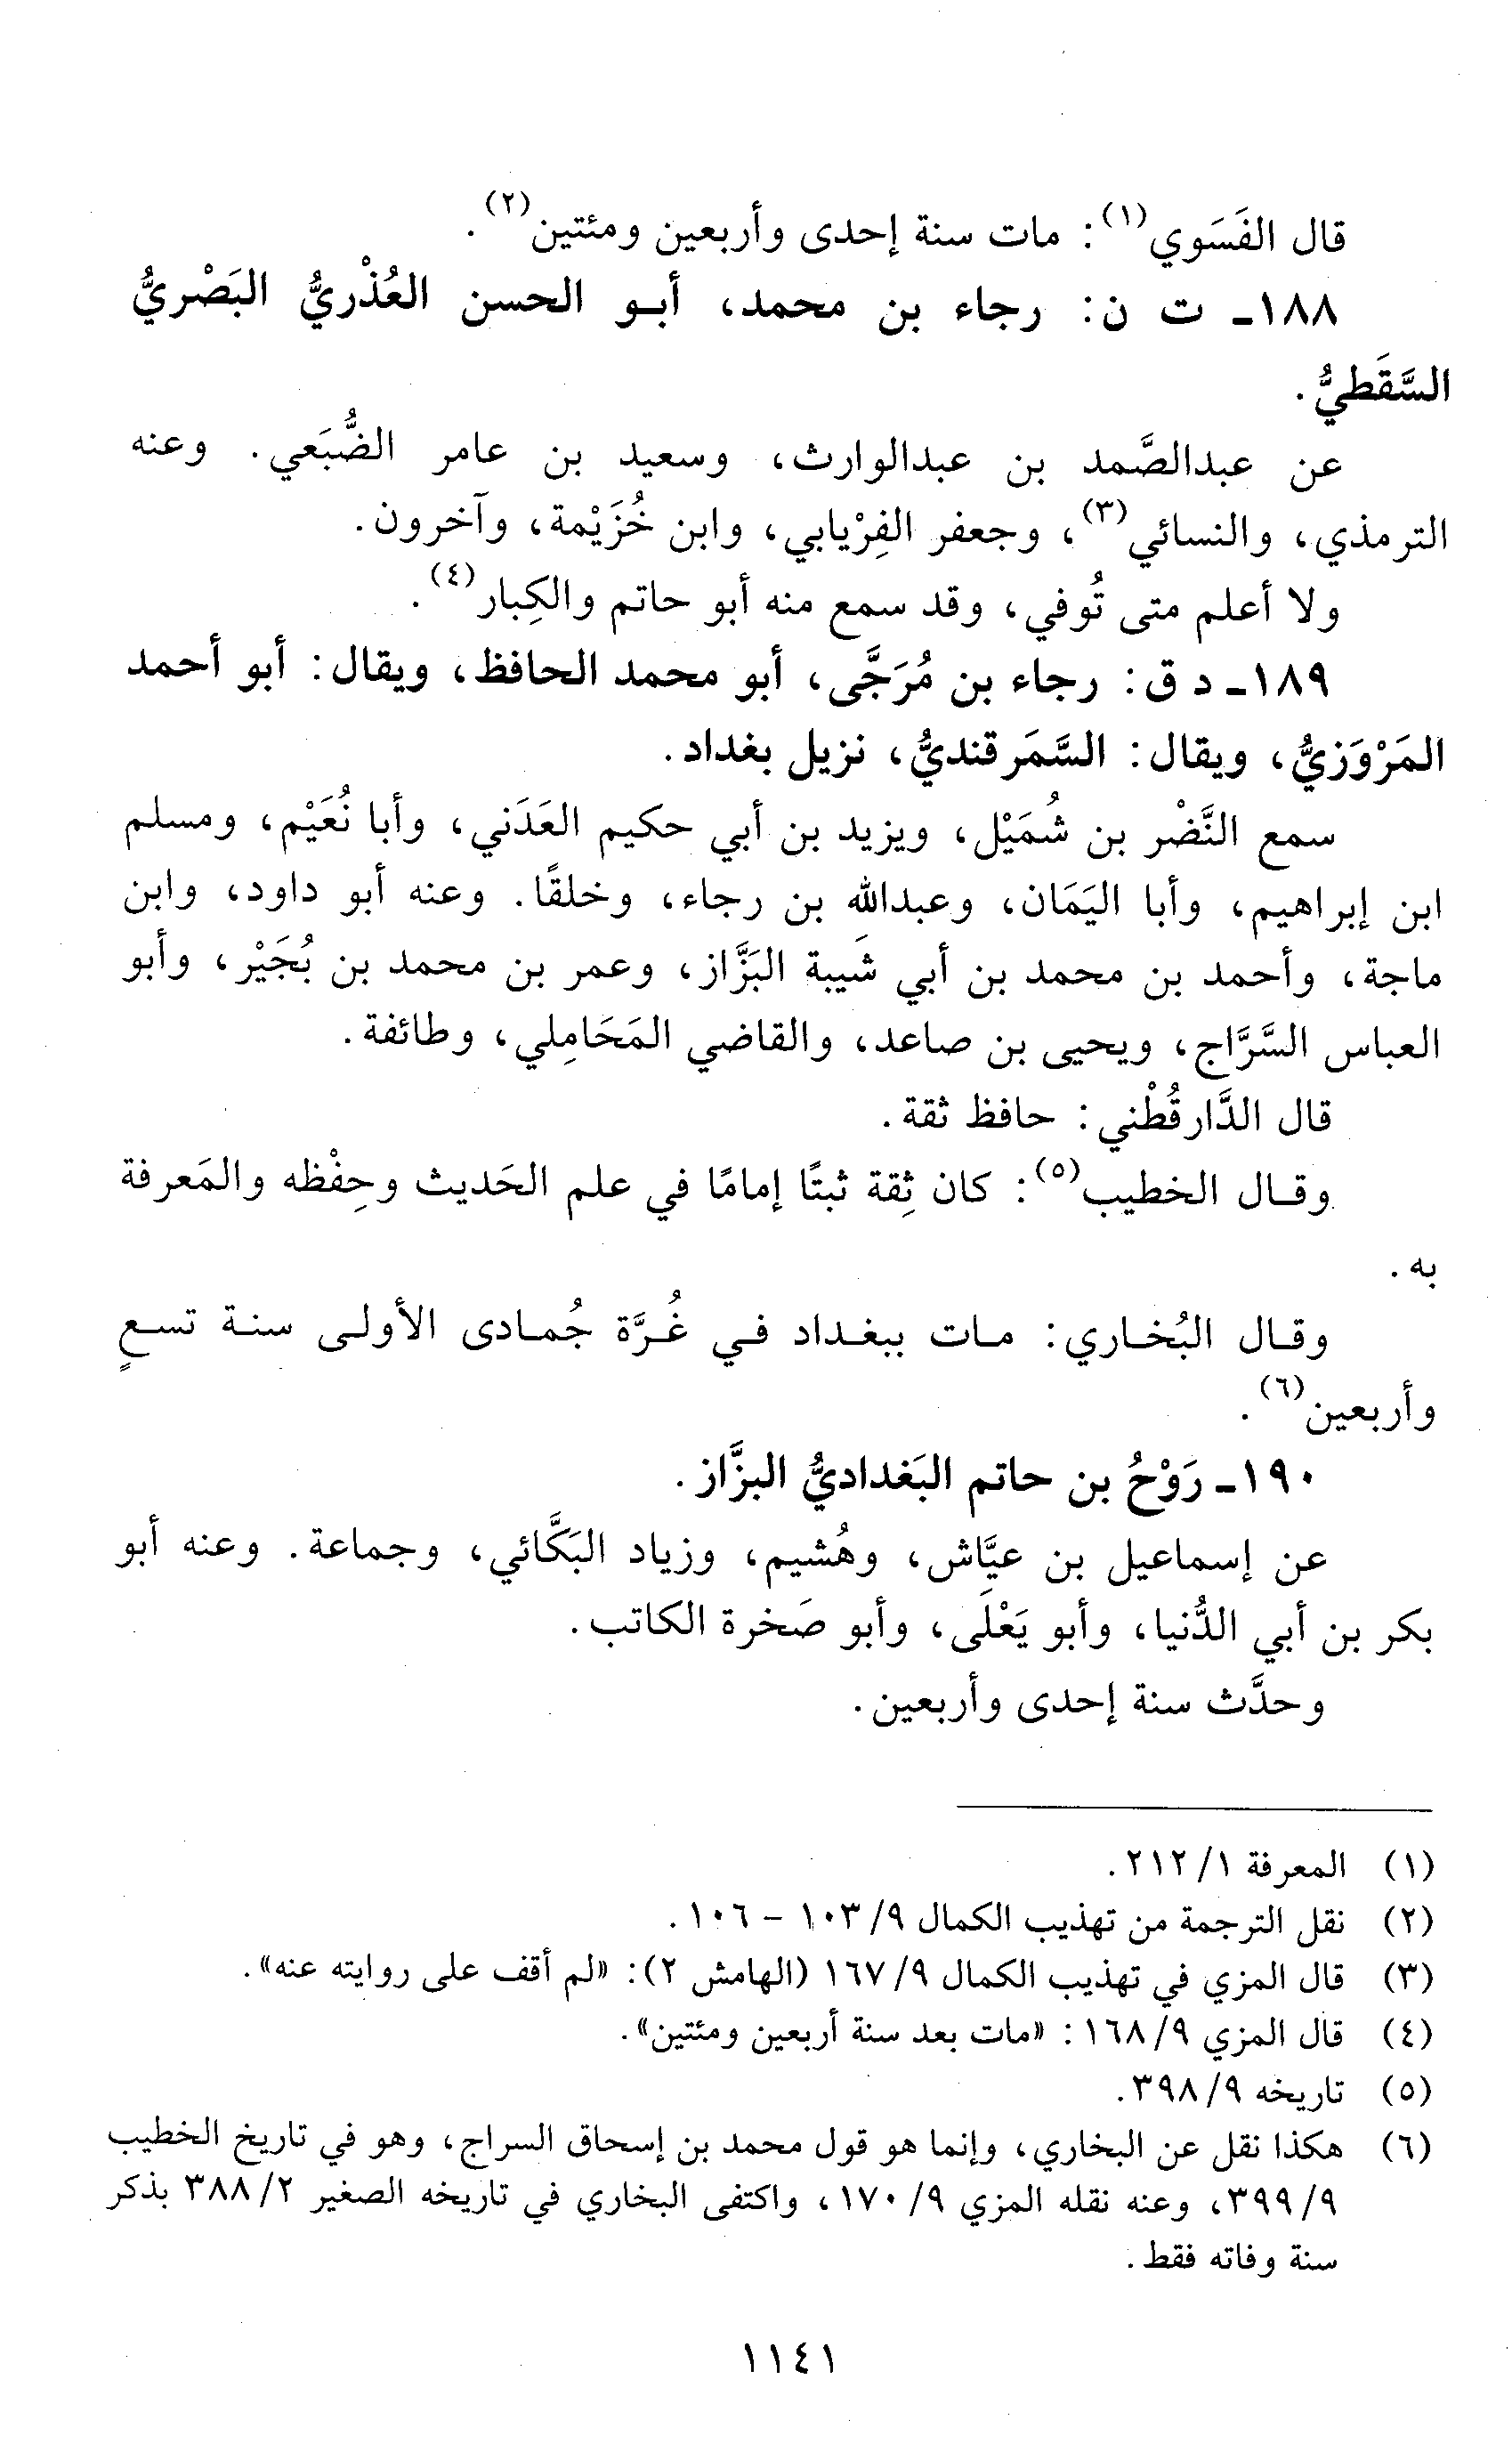 قال الفَسَوي(١): مات سنة إحدى وأربعين ومئتين(٢).
١٨٨ـ ت ن: رجاء بن محمد، أبـو الحسن العُذْريُّ البَصْريُّ
السَّقَطيُّ.
عن عبدالصَّمد بن عبدالوارث، وسعيد بن عامر الضُّبَعي. وعنه
الترمذي، والنسائي(٣)، وجعفر الفِرْيابي، وابن خُزَيْمة، وآخرون.
ولا أعلم متى تُوفي، وقد سمع منه أبو حاتم والكِبار(٤).
١٨٩ـ د ق: رجاء بن مُرَجَّى، أبو محمد الحافظ، ويقال: أبو أحمد
المَرْوَزيُّ، ويقال: السَّمَرقنديُّ، نزيل بغداد.
سمع النَّضْر بن شُمَيْل، ويزيد بن أبي حكيم العَدَني، وأبا نُعَيْم، ومسلم
ابن إبراهيم، وأبا اليَمَان، وعبدالله بن رجاء، وخلقًا. وعنه أبو داود، وابن
ماجة، وأحمد بن محمد بن أبي شَيبة البَزَّاز، وعمر بن محمد بن بُجَيْر، وأبو
العباس السَّرَّاج، ويحيى بن صاعد، والقاضي المَحَامِلي، وطائفة.
قال الدَّارقُطْني: حافظ ثقة.
وقـال الخطيب(٥): كان ثِقة ثبتًا إمامًا في علم الحَديث وحِفْظه والمَعرفة
به.
وقـال البُخـاري: مـات ببغـداد فـي غُـرَّة جُمـادى الأولـى سنـة تسـعٍ
وأربعين(٦).
١٩٠ـ رَوْحُ بن حاتم البَغداديُّ البزَّاز.
عن إسماعيل بن عيَّاش، وهُشيم، وزياد البَكَّائي، وجماعة. وعنه أبو
بكر بن أبي الدُّنيا، وأبو يَعْلَى، وأبو صَخرة الكاتب.
وحدَّث سنة إحدى وأربعين.
(١) المعرفة ١/ ٢١٢.
(٢) نقل الترجمة من تهذيب الكمال ٩/ ١٠٣ – ١٠٦.
(٣) قال المزي في تهذيب الكمال ٩/ ١٦٧ (الهامش ٢): «لم أقف على روايته عنه».
(٤) قال المزي ٩/ ١٦٨: «مات بعد سنة أربعين ومئتين».
(٥) تاريخه ٩/ ٣٩٨.
(٦) هكذا نقل عن البخاري، وإنما هو قول محمد بن إسحاق السراج، وهو في تاريخ الخطيب
٩/ ٣٩٩، وعنه نقله المزي ٩/ ١٧٠، واكتفى البخاري في تاريخه الصغير ٢/ ٣٨٨ بذكر
سنة وفاته فقط.
١١٤١